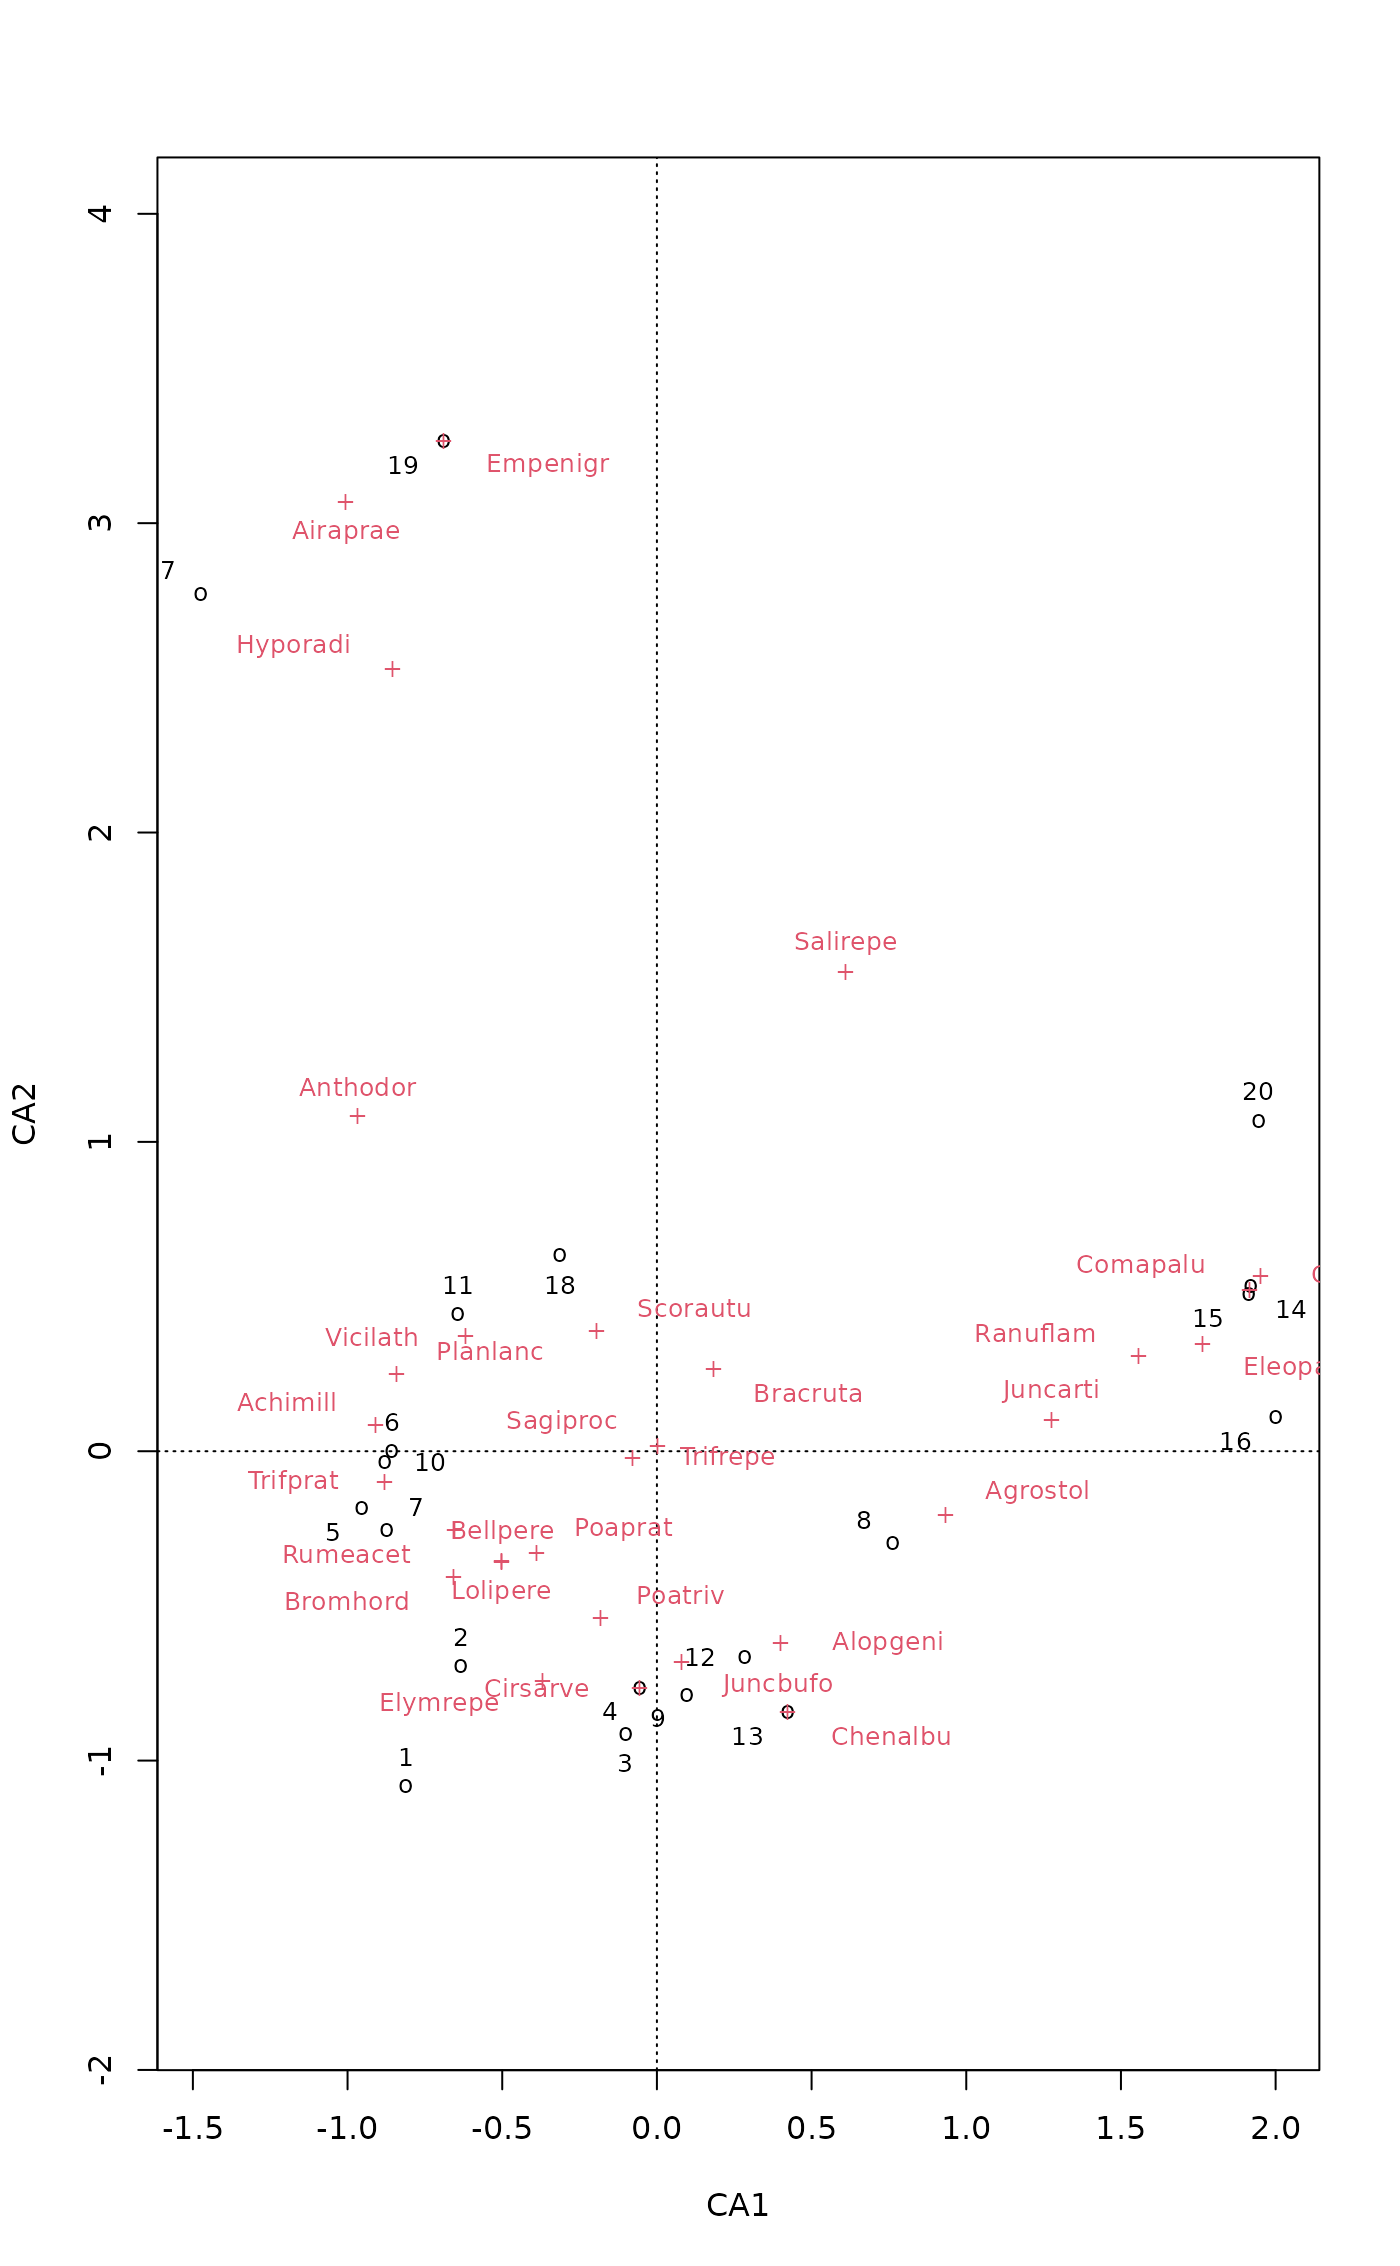 4
19
Empenigr
3
Airaprae
7
Hyporadi
2
Salirepe
Anthodor
20
1
CA2
11
18
Comapalu
Scorautu
14
15
Vicilath
Planlanc
Ranuflam
Eleopa
Achimill
Bracruta
Juncarti
6
Sagiproc
16
0
10
Trifrepe
Trifprat
Agrostol
7
5
8
Bellpere
Poaprat
Rumeacet
Bromhord
Lolipere
Poatriv
2
12
Alopgeni
Elymrepe
Cirsarve
Juncbufo
4
9
13
Chenalbu
-1
1
3
-2
-1.5 -1.0 -0.5 0.0 0.5 1.0 1.5 2.0
CA1